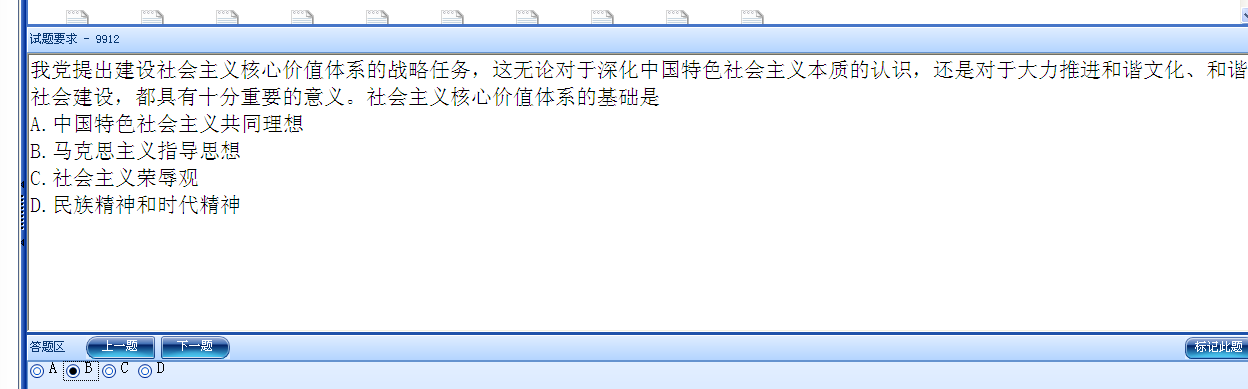 试题要求 - 9912
我党提出建设社会主义核心价值体系的战略任务，这无论对于深化中国特色社会主义本质的认识，还是对于大力推进和谐文化、和谐
社会建设，都具有十分重要的意义。社会主义核心价值体系的基础是
A.中国特色社会主义共同理想
B.马克思主义指导思想
C.社会主义荣辱观
D.民族精神和时代精神
答题区 上一题 下一题 标记此题
A B C D